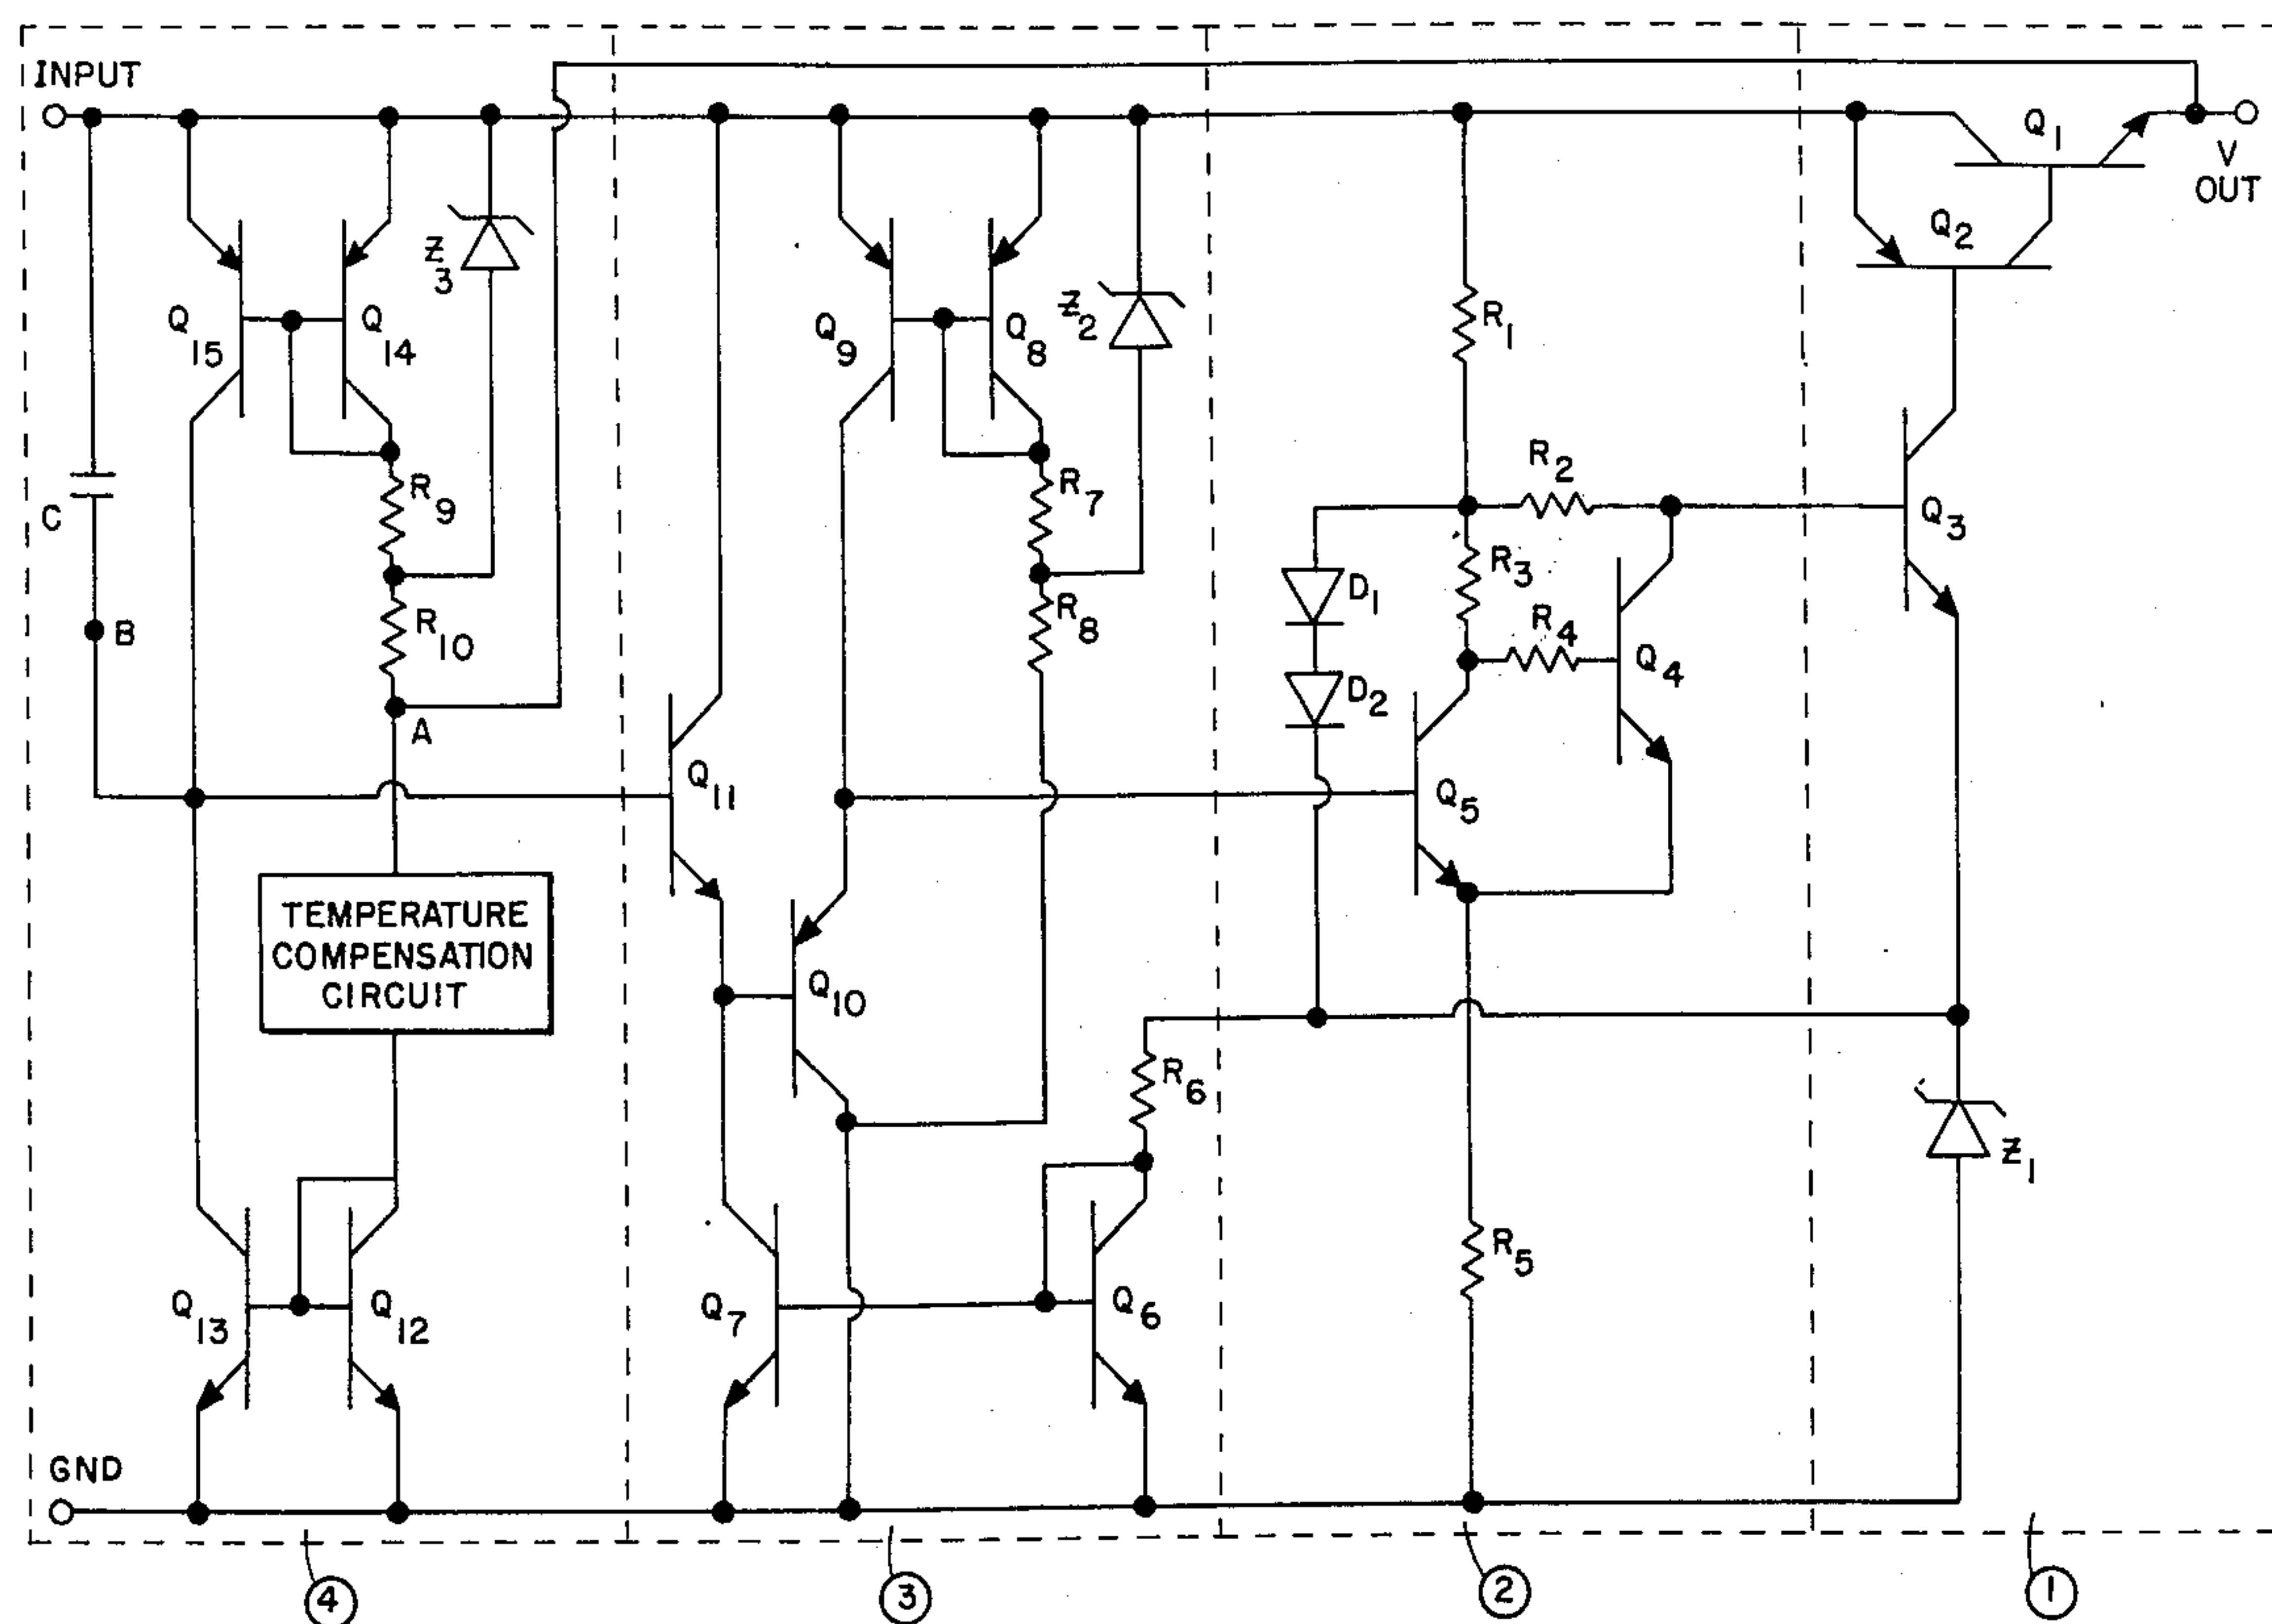 INPUT
V
OUT
Q1
Q2
Z3
Q15
Q14
Q9
Q8
Z2
R1
R9
C
B
R10
A
R7
R8
R2
R3
R4
D1
D2
Q3
Q4
Q11
Q5
TEMPERATURE
COMPENSATION
CIRCUIT
Q10
R6
Z1
Q13
Q12
Q7
Q6
R5
GND
4
3
2
1